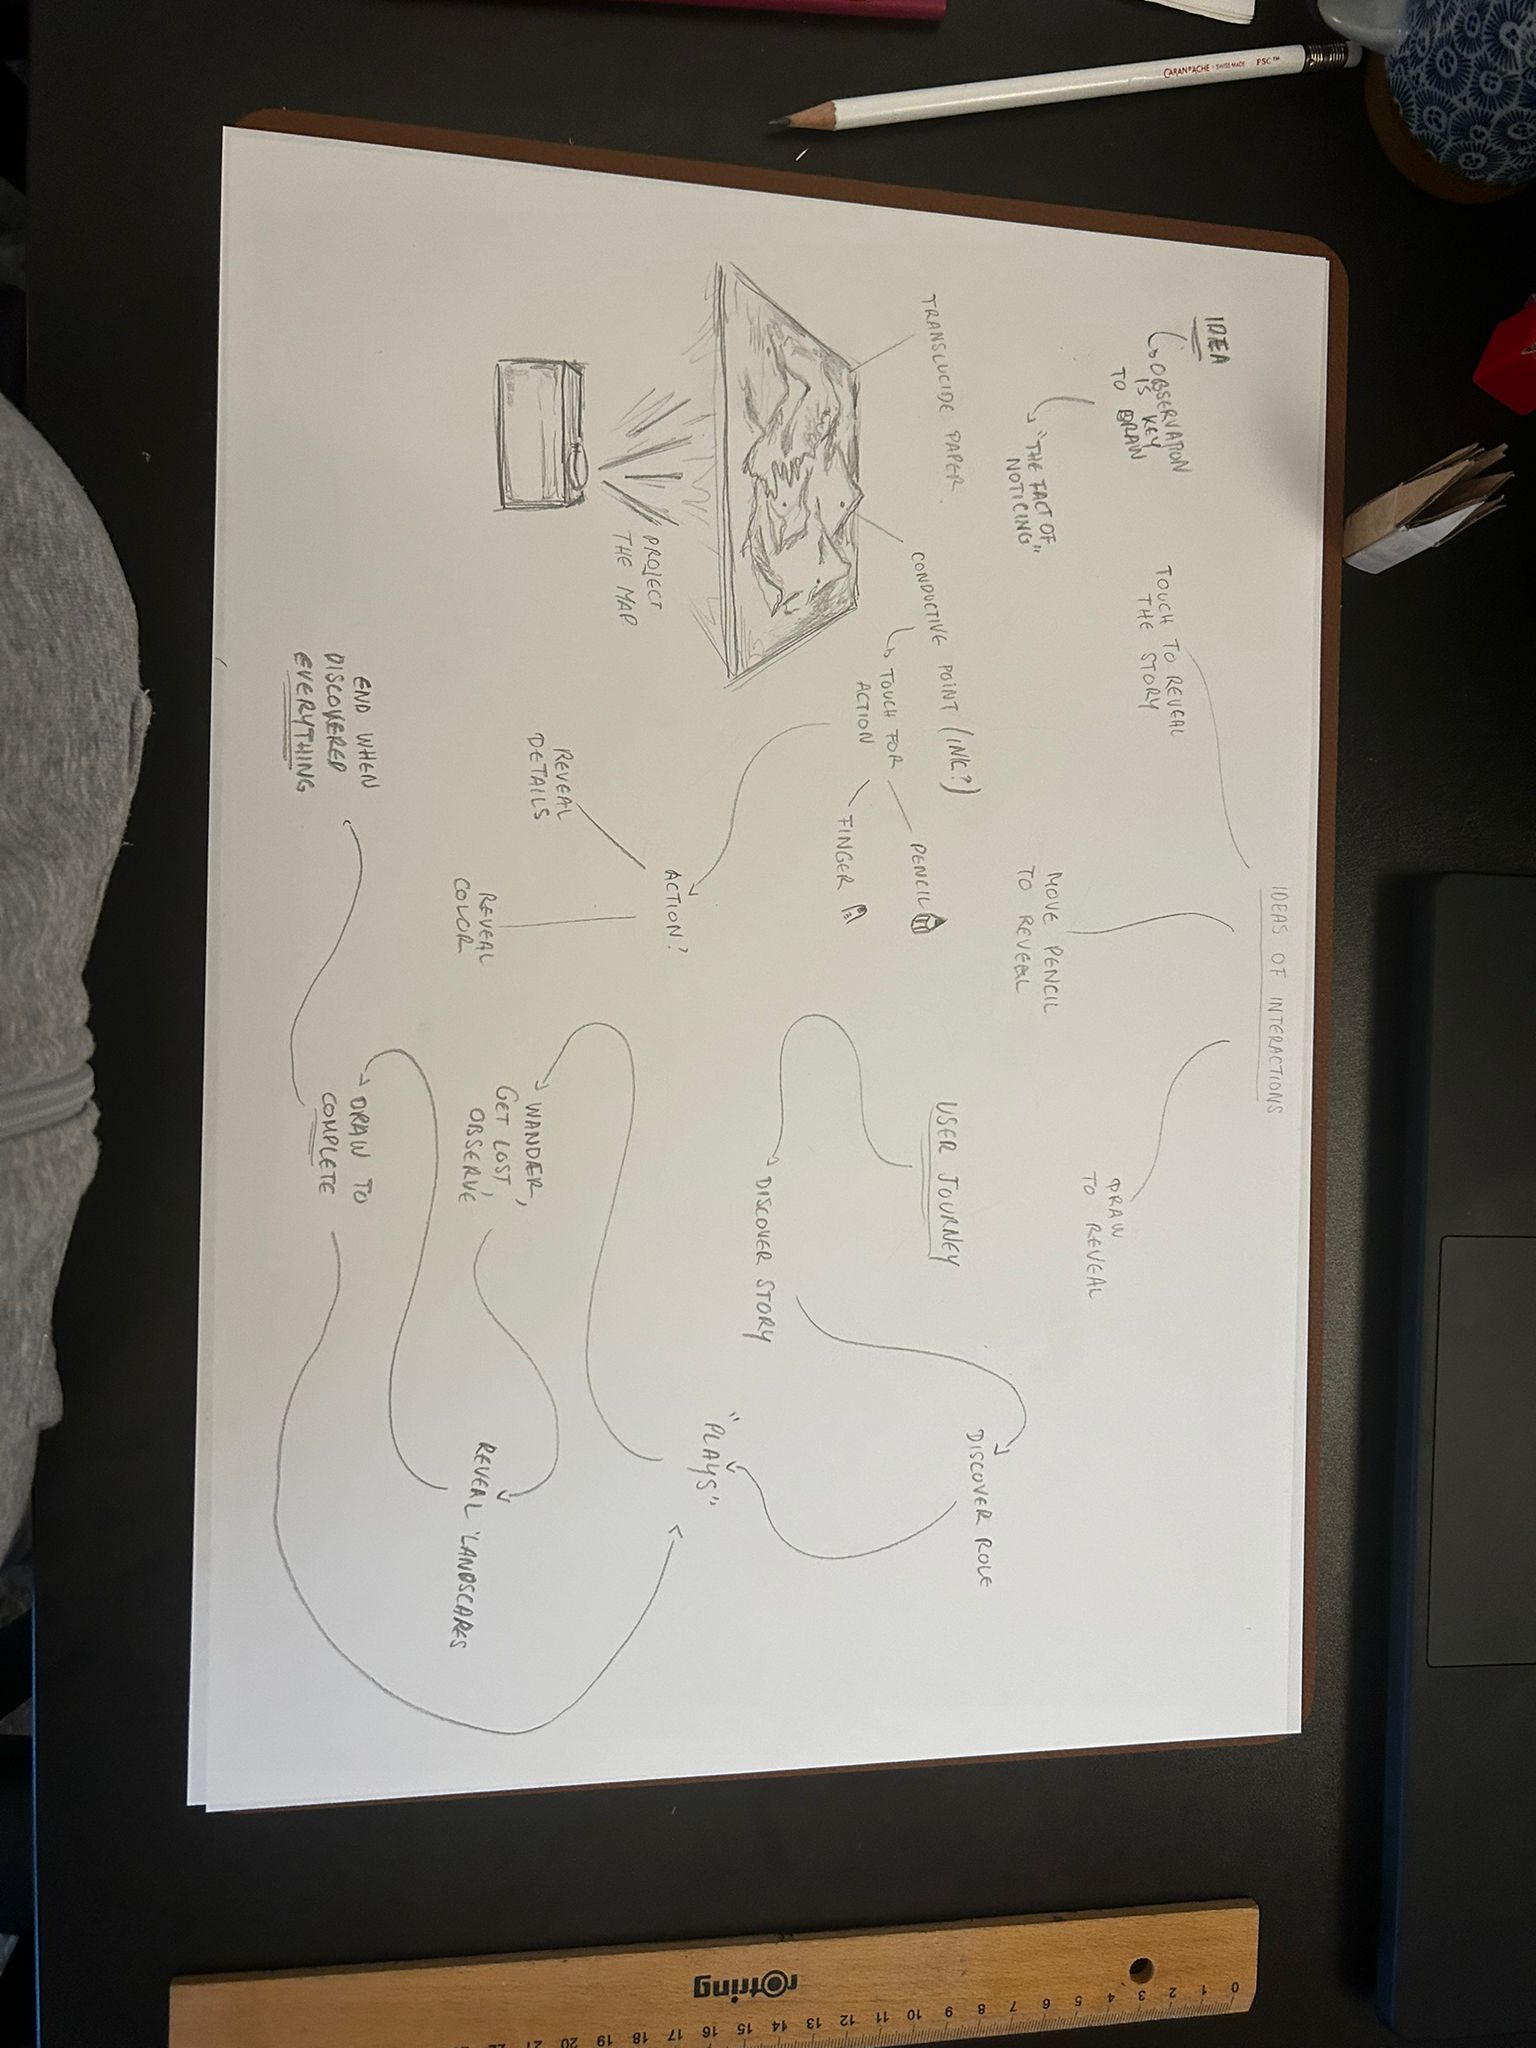 IDEAS OF INTERACTIONS
IDEA
OBSERVATION
IS KEY
TO DRAW
"THE FACT OF
NOTICING"
TOUCH TO REVEAL
THE STORY
MOVE PENCIL
TO REVEAL
DRAW
TO REVEAL
TRANSLUCIDE PAPER
CONDUCTIVE POINT (INK?)
TOUCH FOR
ACTION
PENCIL
FINGER
PROJECT
THE MAP
ACTION?
REVEAL
DETAILS
REVEAL
COLOR
USER JOURNEY
DISCOVER STORY
DISCOVER ROLE
"PLAYS"
WANDER,
GET LOST,
OBSERVE
REVEAL LANDSCAPES
DRAW TO
COMPLETE
END WHEN
DISCOVERED
EVERYTHING
CARAN D'ACHE SWISS MADE FSC™
rotring
0
1
2
3
4
5
6
7
8
9
10
11
12
13
14
15
16
17
18
19
20
21